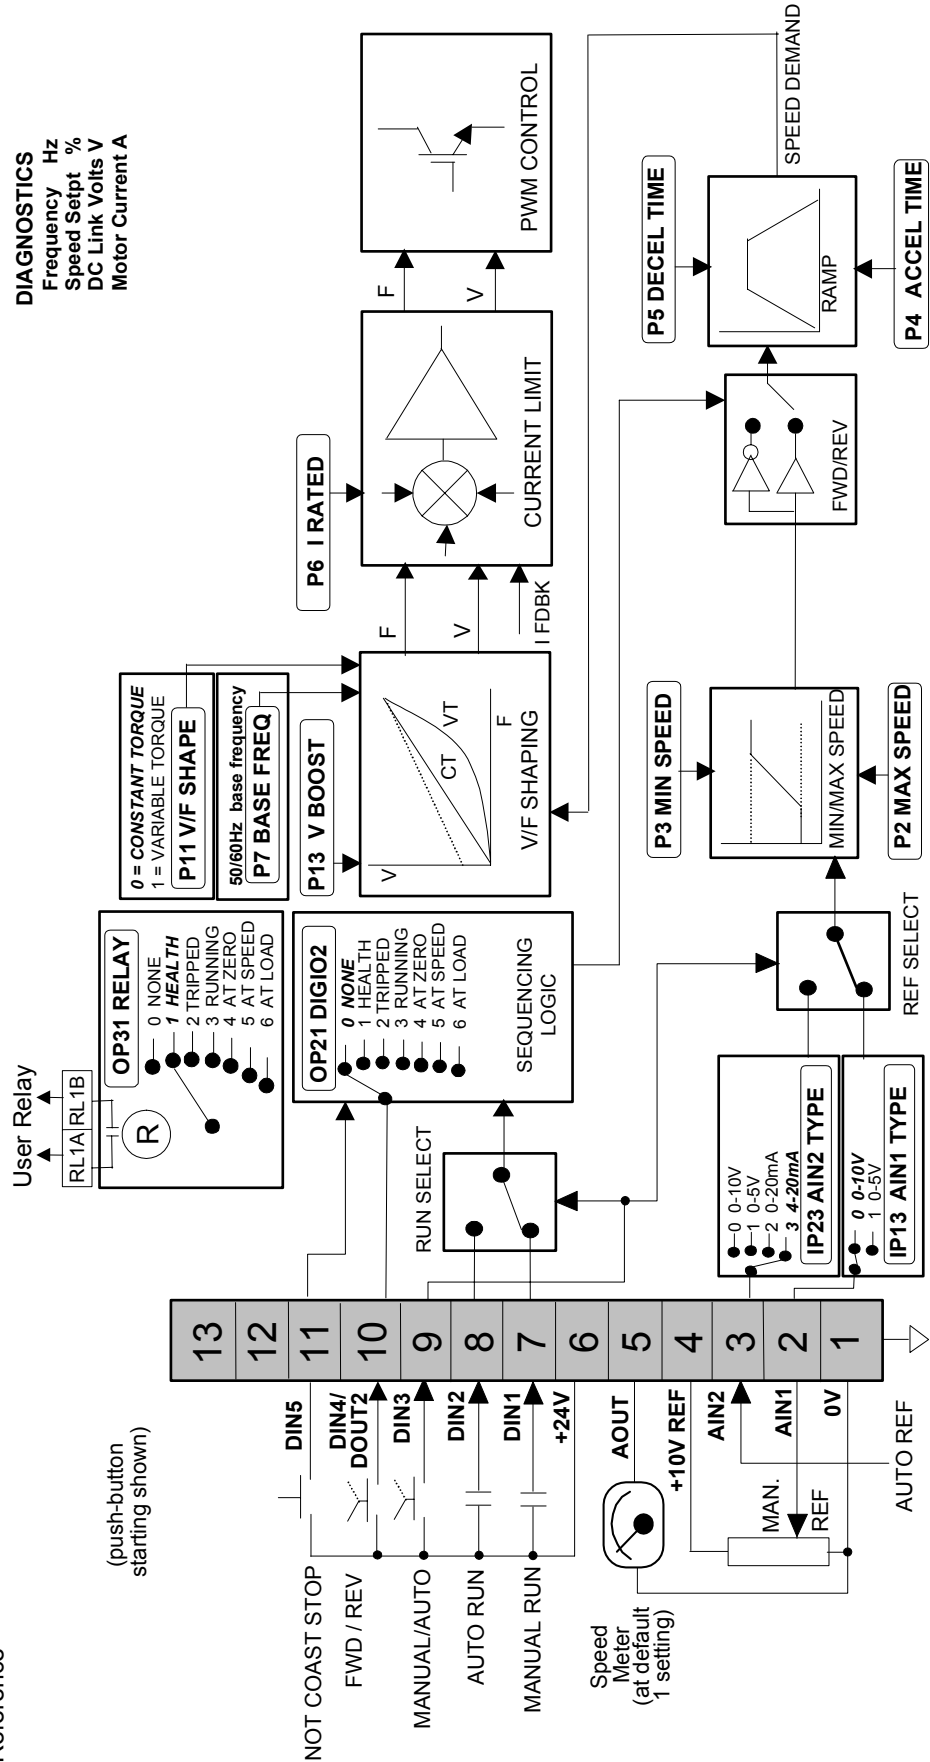 Reference
(push-button
starting shown)
NOT COAST STOP
FWD / REV
MANUAL/AUTO
AUTO RUN
MANUAL RUN
Speed
Meter
(at default
1 setting)
MAN.
REF
AUTO REF
DIN5
DIN4/
DOUT2
DIN3
DIN2
DIN1
+24V
AOUT
+10V REF
AIN2
AIN1
0V
13
12
11
10
9
8
7
6
5
4
3
2
1
User Relay
RL1A
RL1B
R
OP31 RELAY
0 NONE
1 HEALTH
2 TRIPPED
3 RUNNING
4 AT ZERO
5 AT SPEED
6 AT LOAD
OP21 DIGIO2
0 NONE
1 HEALTH
2 TRIPPED
3 RUNNING
4 AT ZERO
5 AT SPEED
6 AT LOAD
SEQUENCING
LOGIC
RUN SELECT
0 0-10V
1 0-5V
2 0-20mA
3 4-20mA
IP23 AIN2 TYPE
0 0-10V
1 0-5V
IP13 AIN1 TYPE
REF SELECT
0 = CONSTANT TORQUE
1 = VARIABLE TORQUE
P11 V/F SHAPE
50/60Hz base frequency
P7 BASE FREQ
P13 V BOOST
V
CT
VT
F
V/F SHAPING
P3 MIN SPEED
MIN/MAX SPEED
P2 MAX SPEED
F
V
I FDBK
P6 I RATED
CURRENT LIMIT
FWD/REV
P5 DECEL TIME
RAMP
P4 ACCEL TIME
F
V
PWM CONTROL
SPEED DEMAND
DIAGNOSTICS
Frequency Hz
Speed Setpt %
DC Link Volts V
Motor Current A